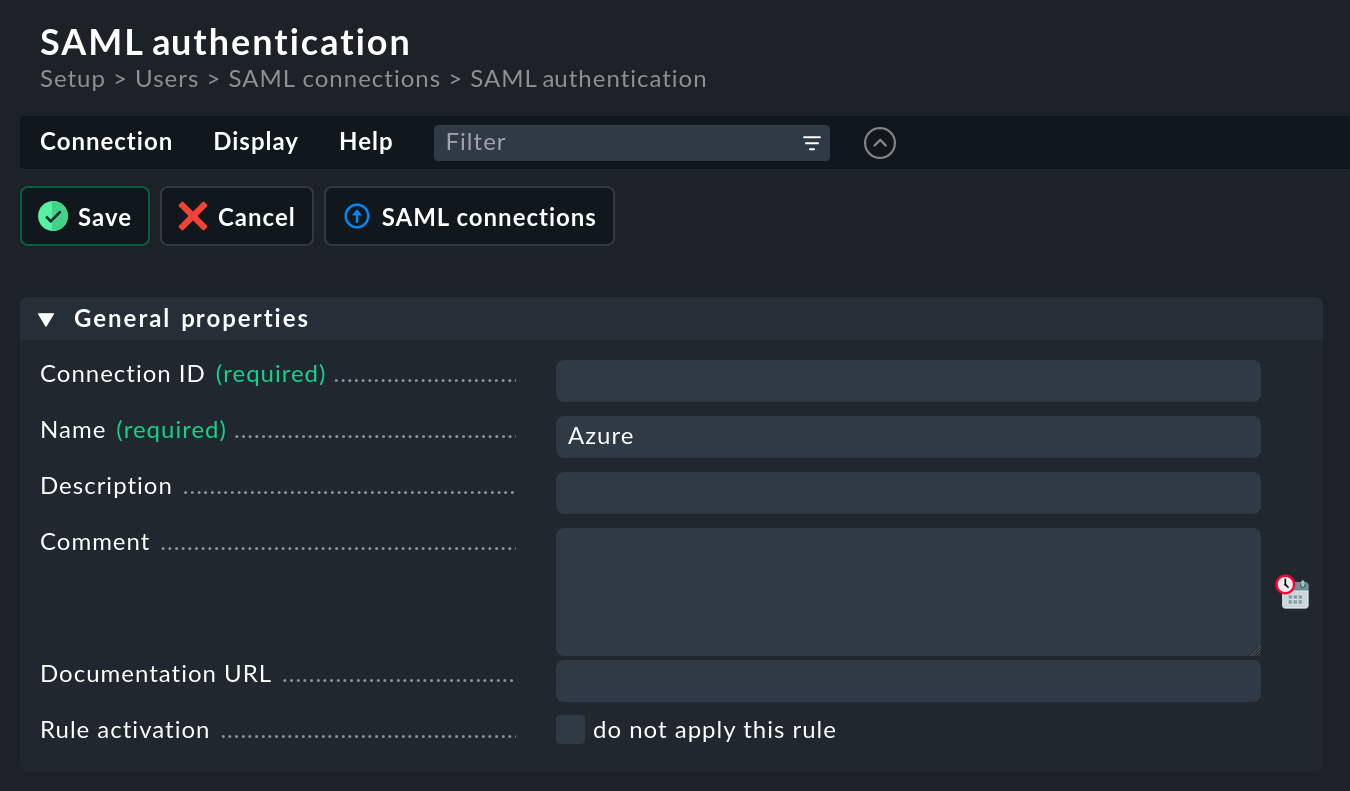 SAML authentication
Setup > Users > SAML connections > SAML authentication
Connection Display Help Filter
Save Cancel SAML connections
General properties
Connection ID (required)
Name (required) Azure
Description
Comment
Documentation URL
Rule activation do not apply this rule